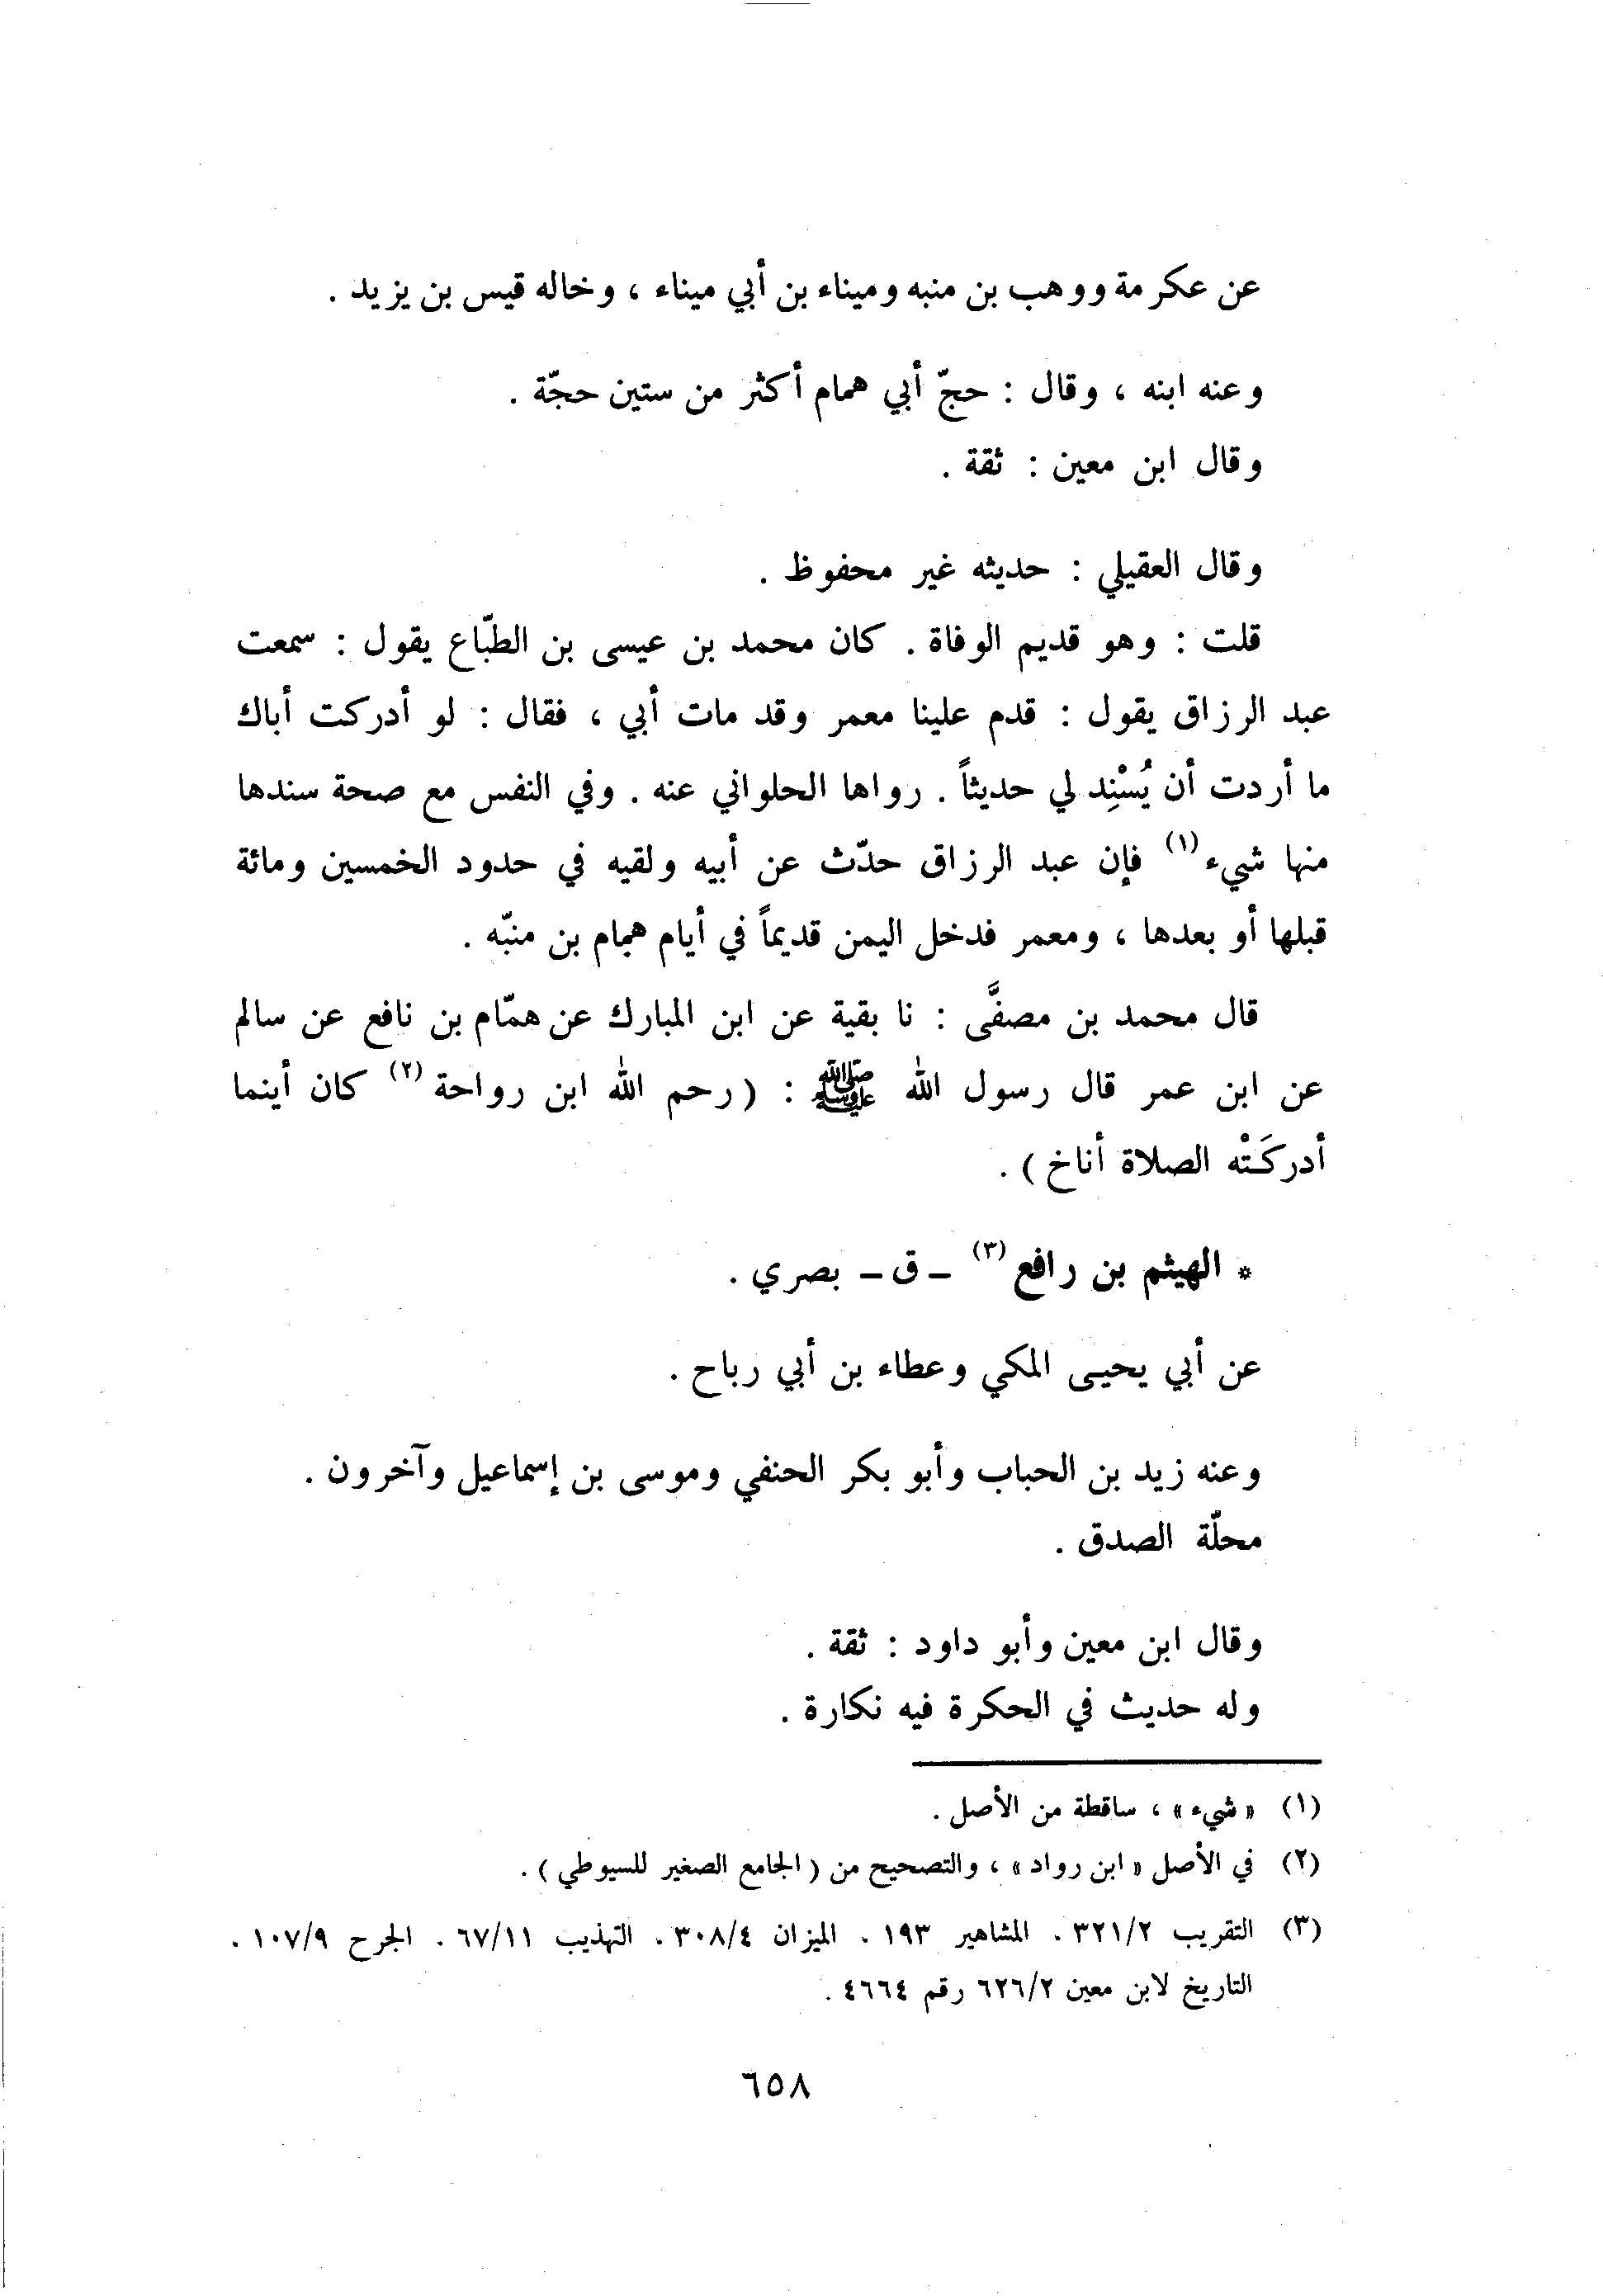 عن عكرمة ووهب بن منبه وميناء بن أبي ميناء ، وخاله قيس بن يزيد .
وعنه ابنه ، وقال : حجّ أبي همام أكثر من ستين حجّة .
وقال ابن معين : ثقة .
وقال العقيلي : حديثه غير محفوظ .
قلت : وهو قديم الوفاة . كان محمد بن عيسى بن الطبّاع يقول : سمعت
عبد الرزاق يقول : قدم علينا معمر وقد مات أبي ، فقال : لو أدركت أباك
ما أردت أن يُسْنِد لي حديثاً . رواها الحلواني عنه . وفي النفس مع صحة سندها
منها شيء (١) فإن عبد الرزاق حدّث عن أبيه ولقيه في حدود الخمسين ومائة
قبلها أو بعدها ، ومعمر فدخل اليمن قديماً في أيام همام بن منبّه .
قال محمد بن مصفَّى : نا بقية عن ابن المبارك عن همّام بن نافع عن سالم
عن ابن عمر قال رسول الله ﷺ : (رحم الله ابن رواحة (٢) كان أينما
أدركَتْه الصلاة أناخ ) .
* الهيثم بن رافع (٣) ـ ق ـ بصري .
عن أبي يحيى المكي وعطاء بن أبي رباح .
وعنه زيد بن الحباب وأبو بكر الحنفي وموسى بن إسماعيل وآخرون .
محلّة الصدق .
وقال ابن معين وأبو داود : ثقة .
وله حديث في الحكرة فيه نكارة .
(١) « شيء » ، ساقطة من الأصل .
(٢) في الأصل « ابن رواد » ، والتصحيح من ( الجامع الصغير للسيوطي ) .
(٣) التقريب ٣٢١/٢ . المشاهير ١٩٣ . الميزان ٣٠٨/٤ . التهذيب ٦٧/١١ . الجرح ١٠٧/٩ .
التاريخ لابن معين ٦٢٦/٢ رقم ٤٦٦٤ .
٦٥٨